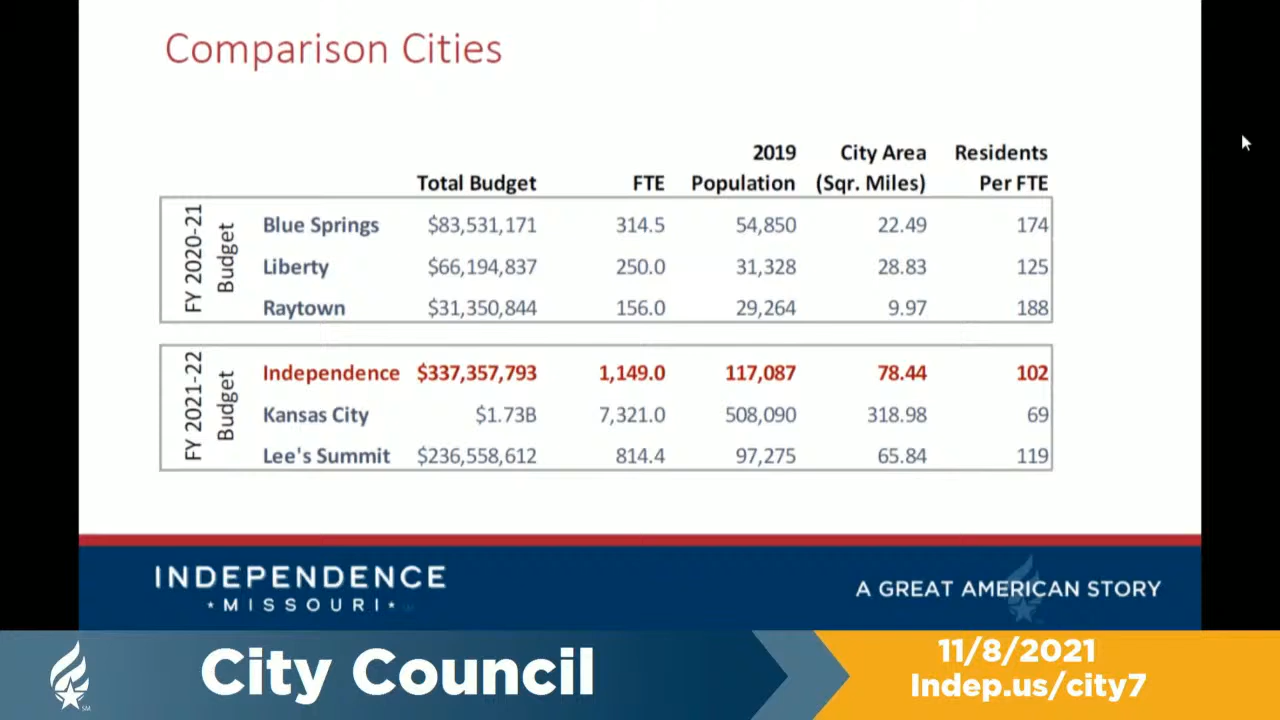 Comparison Cities
2019 City Area Residents
Total Budget FTE Population (Sqr. Miles) Per FTE
FY 2020-21
Budget
Blue Springs $83,531,171 314.5 54,850 22.49 174
Liberty $66,194,837 250.0 31,328 28.83 125
Raytown $31,350,844 156.0 29,264 9.97 188
FY 2021-22
Budget
Independence $337,357,793 1,149.0 117,087 78.44 102
Kansas City $1.73B 7,321.0 508,090 318.98 69
Lee's Summit $236,558,612 814.4 97,275 65.84 119
INDEPENDENCE
★ MISSOURI ★
A GREAT AMERICAN STORY
City Council
SM
11/8/2021
Indep.us/city7